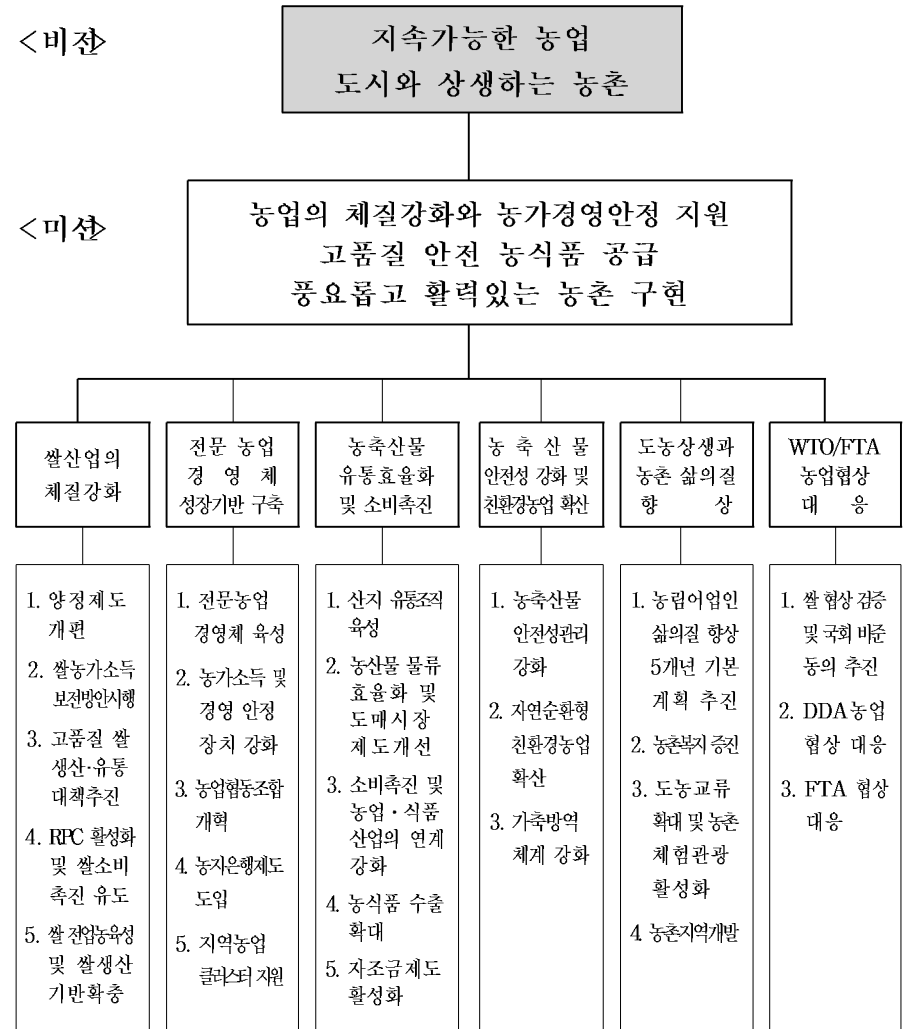 <비전>
지속가능한 농업
도시와 상생하는 농촌
<미션>
농업의 체질강화와 농가경영안정 지원
고품질 안전 농식품 공급
풍요롭고 활력있는 농촌 구현
쌀산업의
체질강화
전문 농업
경 영 체
성장기반 구축
농축산물
유통효율화
및 소비촉진
농 축 산 물
안전성 강화 및
친환경농업 확산
도농상생과
농촌 삶의질
향 상
WTO/FTA
농업협상
대 응
1. 양정제도
개편
2. 쌀농가소득
보전방안시행
3. 고품질 쌀
생산·유통
대책추진
4. RPC 활성화
및 쌀소비
촉진 유도
5. 쌀 전업농육성
및 쌀생산
기반확충
1. 전문농업
경영체 육성
2. 농가소득 및
경영 안정
장치 강화
3. 농업협동조합
개혁
4. 농지은행제도
도입
5. 지역농업
클러스터 지원
1. 산지 유통조직
육성
2. 농산물 물류
효율화 및
도매시장
제도개선
3. 소비촉진 및
농업·식품
산업의 연계
강화
4. 농식품 수출
확대
5. 자조금제도
활성화
1. 농축산물
안전성관리
강화
2. 자연순환형
친환경농업
확산
3. 가축방역
체계 강화
1. 농림어업인
삶의질 향상
5개년 기본
계획 추진
2. 농촌복지 증진
3. 도농교류
확대 및 농촌
체험관광
활성화
4. 농촌지역개발
1. 쌀 협상 검증
및 국회 비준
동의 추진
2. DDA농업
협상 대응
3. FTA 협상
대응